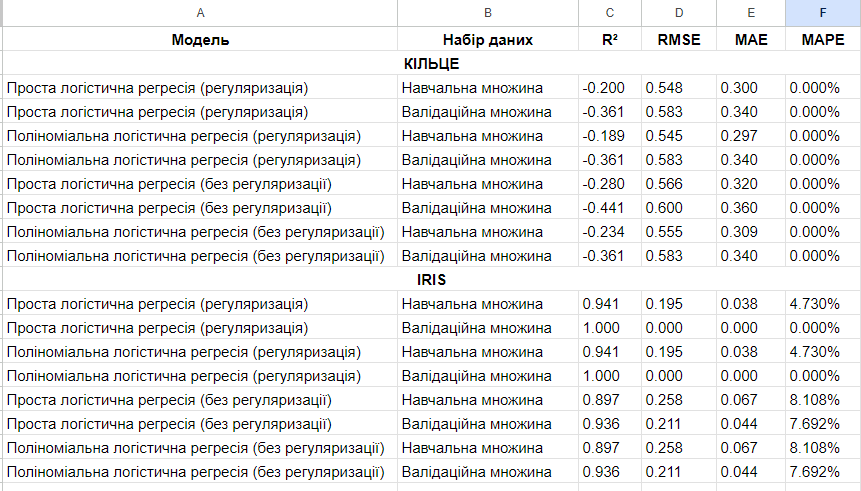 A B C D E F
Модель Набір даних R² RMSE MAE MAPE
КІЛЬЦЕ
Проста логістична регресія (регуляризація) Навчальна множина -0.200 0.548 0.300 0.000%
Проста логістична регресія (регуляризація) Валідаційна множина -0.361 0.583 0.340 0.000%
Поліноміальна логістична регресія (регуляризація) Навчальна множина -0.189 0.545 0.297 0.000%
Поліноміальна логістична регресія (регуляризація) Валідаційна множина -0.361 0.583 0.340 0.000%
Проста логістична регресія (без регуляризації) Навчальна множина -0.280 0.566 0.320 0.000%
Проста логістична регресія (без регуляризації) Валідаційна множина -0.441 0.600 0.360 0.000%
Поліноміальна логістична регресія (без регуляризації) Навчальна множина -0.234 0.555 0.309 0.000%
Поліноміальна логістична регресія (без регуляризації) Валідаційна множина -0.361 0.583 0.340 0.000%
IRIS
Проста логістична регресія (регуляризація) Навчальна множина 0.941 0.195 0.038 4.730%
Проста логістична регресія (регуляризація) Валідаційна множина 1.000 0.000 0.000 0.000%
Поліноміальна логістична регресія (регуляризація) Навчальна множина 0.941 0.195 0.038 4.730%
Поліноміальна логістична регресія (регуляризація) Валідаційна множина 1.000 0.000 0.000 0.000%
Проста логістична регресія (без регуляризації) Навчальна множина 0.897 0.258 0.067 8.108%
Проста логістична регресія (без регуляризації) Валідаційна множина 0.936 0.211 0.044 7.692%
Поліноміальна логістична регресія (без регуляризації) Навчальна множина 0.897 0.258 0.067 8.108%
Поліноміальна логістична регресія (без регуляризації) Валідаційна множина 0.936 0.211 0.044 7.692%